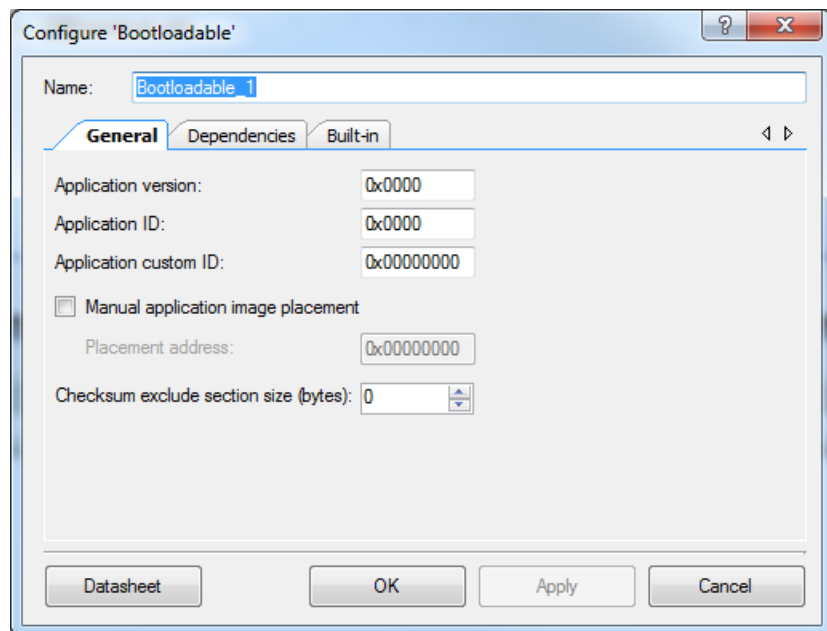 Configure 'Bootloadable'
Name: Bootloadable_1
General Dependencies Built-in
Application version: 0x0000
Application ID: 0x0000
Application custom ID: 0x00000000
Manual application image placement
Placement address: 0x00000000
Checksum exclude section size (bytes): 0
Datasheet OK Apply Cancel